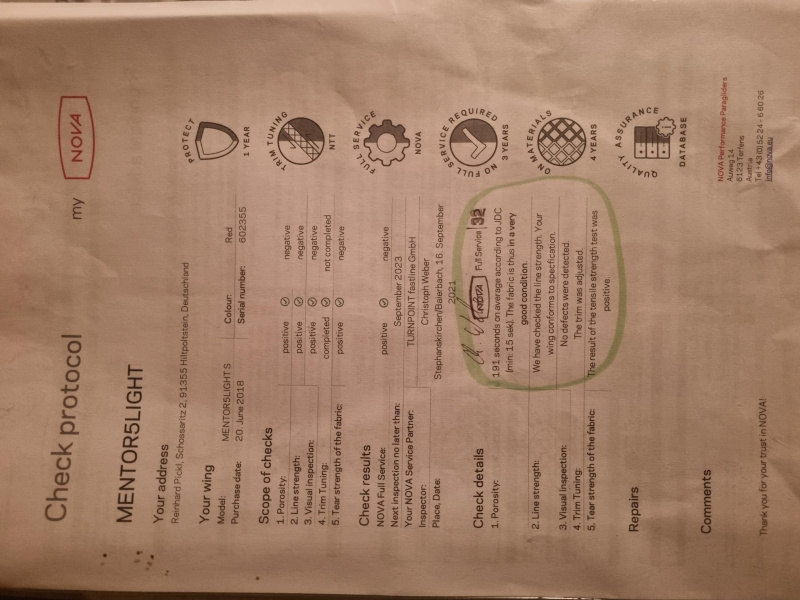 Check protocol
my NOVA
MENTOR5LIGHT
Your address
Reinhard Pickl, Schossaritz 2, 91355 Hiltpoltstein, Deutschland
PROTECT
1 YEAR
Your wing
Model: MENTOR5LIGHT S Colour: Red
Purchase date: 20. June 2018 Serial number: 602355
Scope of checks
1. Porosity: positive negative
2. Line strength: positive negative
3. Visual inspection: positive negative
4. Trim Tuning: completed not completed
5. Tear strength of the fabric: positive negative
TRIM TUNING
NTT
Check results
NOVA Full Service: positive negative
Next inspection no later than: September 2023
Your NOVA Service Partner: TURNPOINT fastline GmbH
Inspector: Christoph Weber
Place, Date: Stephanskirchen/Baierbach, 16. September
2021
FULL SERVICE
NOVA
NO FULL SERVICE REQUIRED
3 YEARS
NOVA Full Service 32
Check details
1. Porosity: 191 seconds on average according to JDC
(min: 15 sek). The fabric is thus in a very
good condition.
2. Line strength: We have checked the line strength. Your
wing conforms to specfication.
3. Visual Inspection: No defects were detected.
4. Trim Tuning: The trim was adjusted.
5. Tear strength of the fabric: The result of the tensile strength test was
positive.
ON MATERIALS
4 YEARS
Repairs
QUALITY ASSURANCE
DATABASE
Comments
NOVA Performance Paragliders
Auweg 14
6123 Terfens
Austria
Tel +43 (0) 52 24 - 6 60 26
info@nova.eu
Thank you for your trust in NOVA!